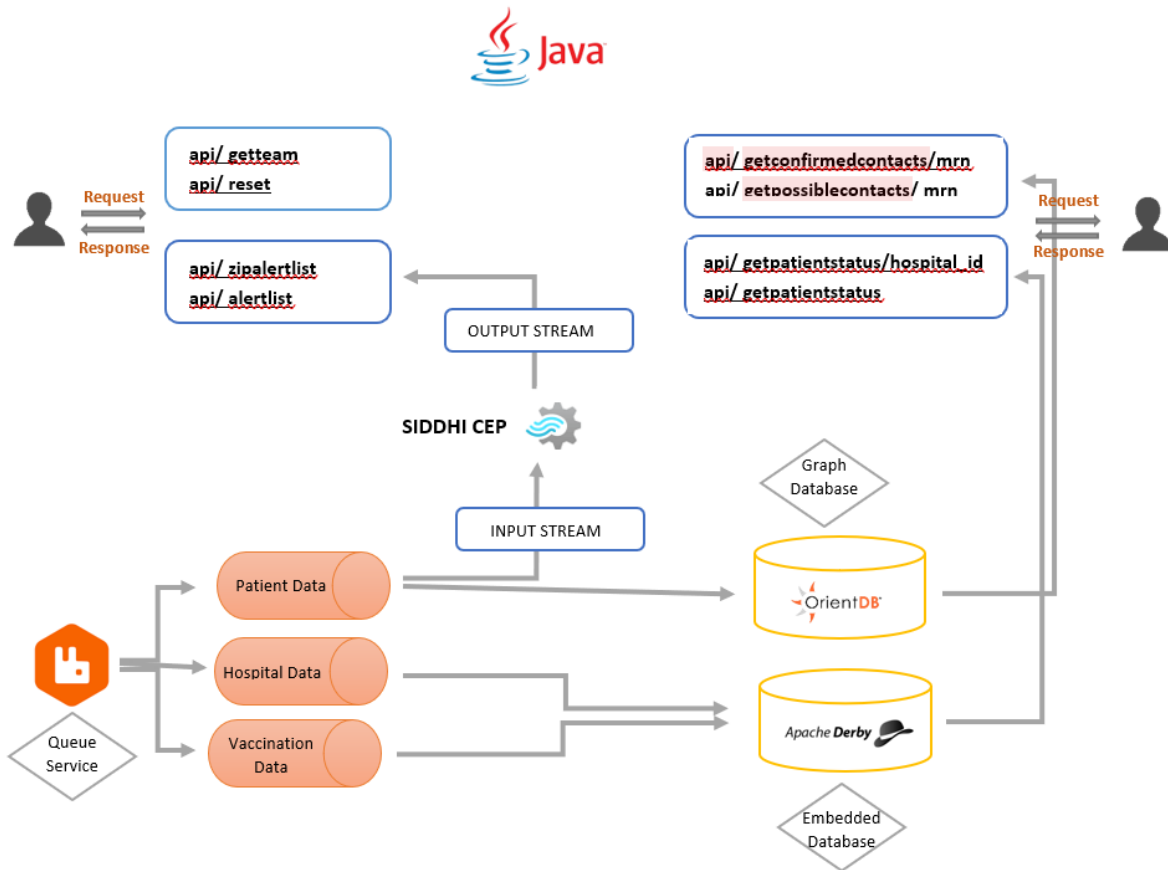 Java
api/ getteam
api/ reset
api/ getconfirmedcontacts/mrn
api/ getpossiblecontacts/ mrn
Request
Response
Request
Response
api/ zipalertlist
api/ alertlist
api/ getpatientstatus/hospital_id
api/ getpatientstatus
OUTPUT STREAM
SIDDHI CEP
INPUT STREAM
Graph
Database
Patient Data
OrientDB
Hospital Data
Vaccination
Data
Apache Derby
Queue
Service
Embedded
Database